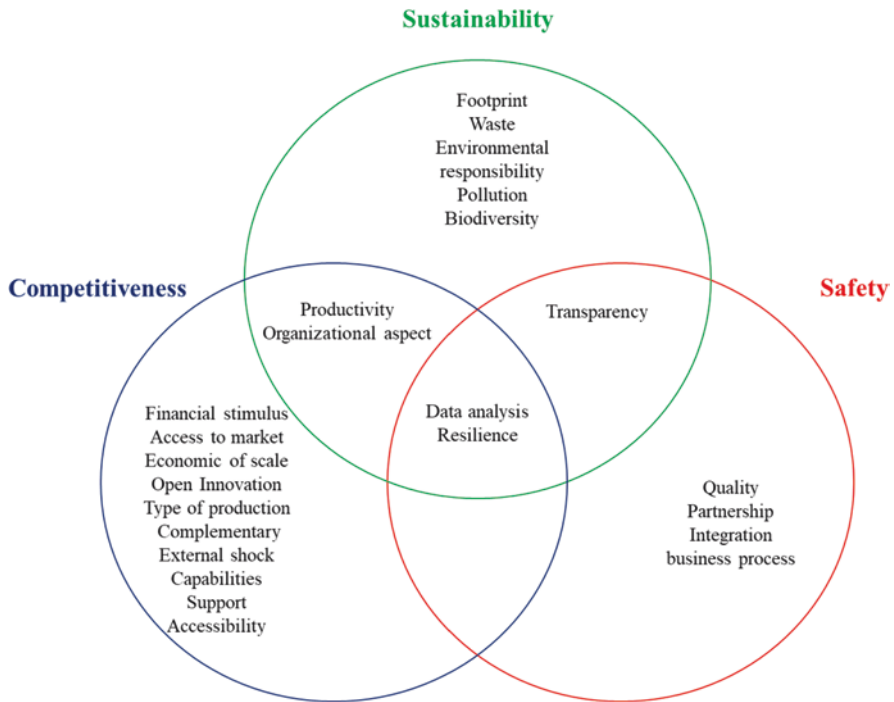 Sustainability
Footprint
Waste
Environmental
responsibility
Pollution
Biodiversity
Competitiveness
Safety
Productivity
Organizational aspect
Transparency
Financial stimulus
Access to market
Economic of scale
Open Innovation
Type of production
Complementary
External shock
Capabilities
Support
Accessibility
Data analysis
Resilience
Quality
Partnership
Integration
business process